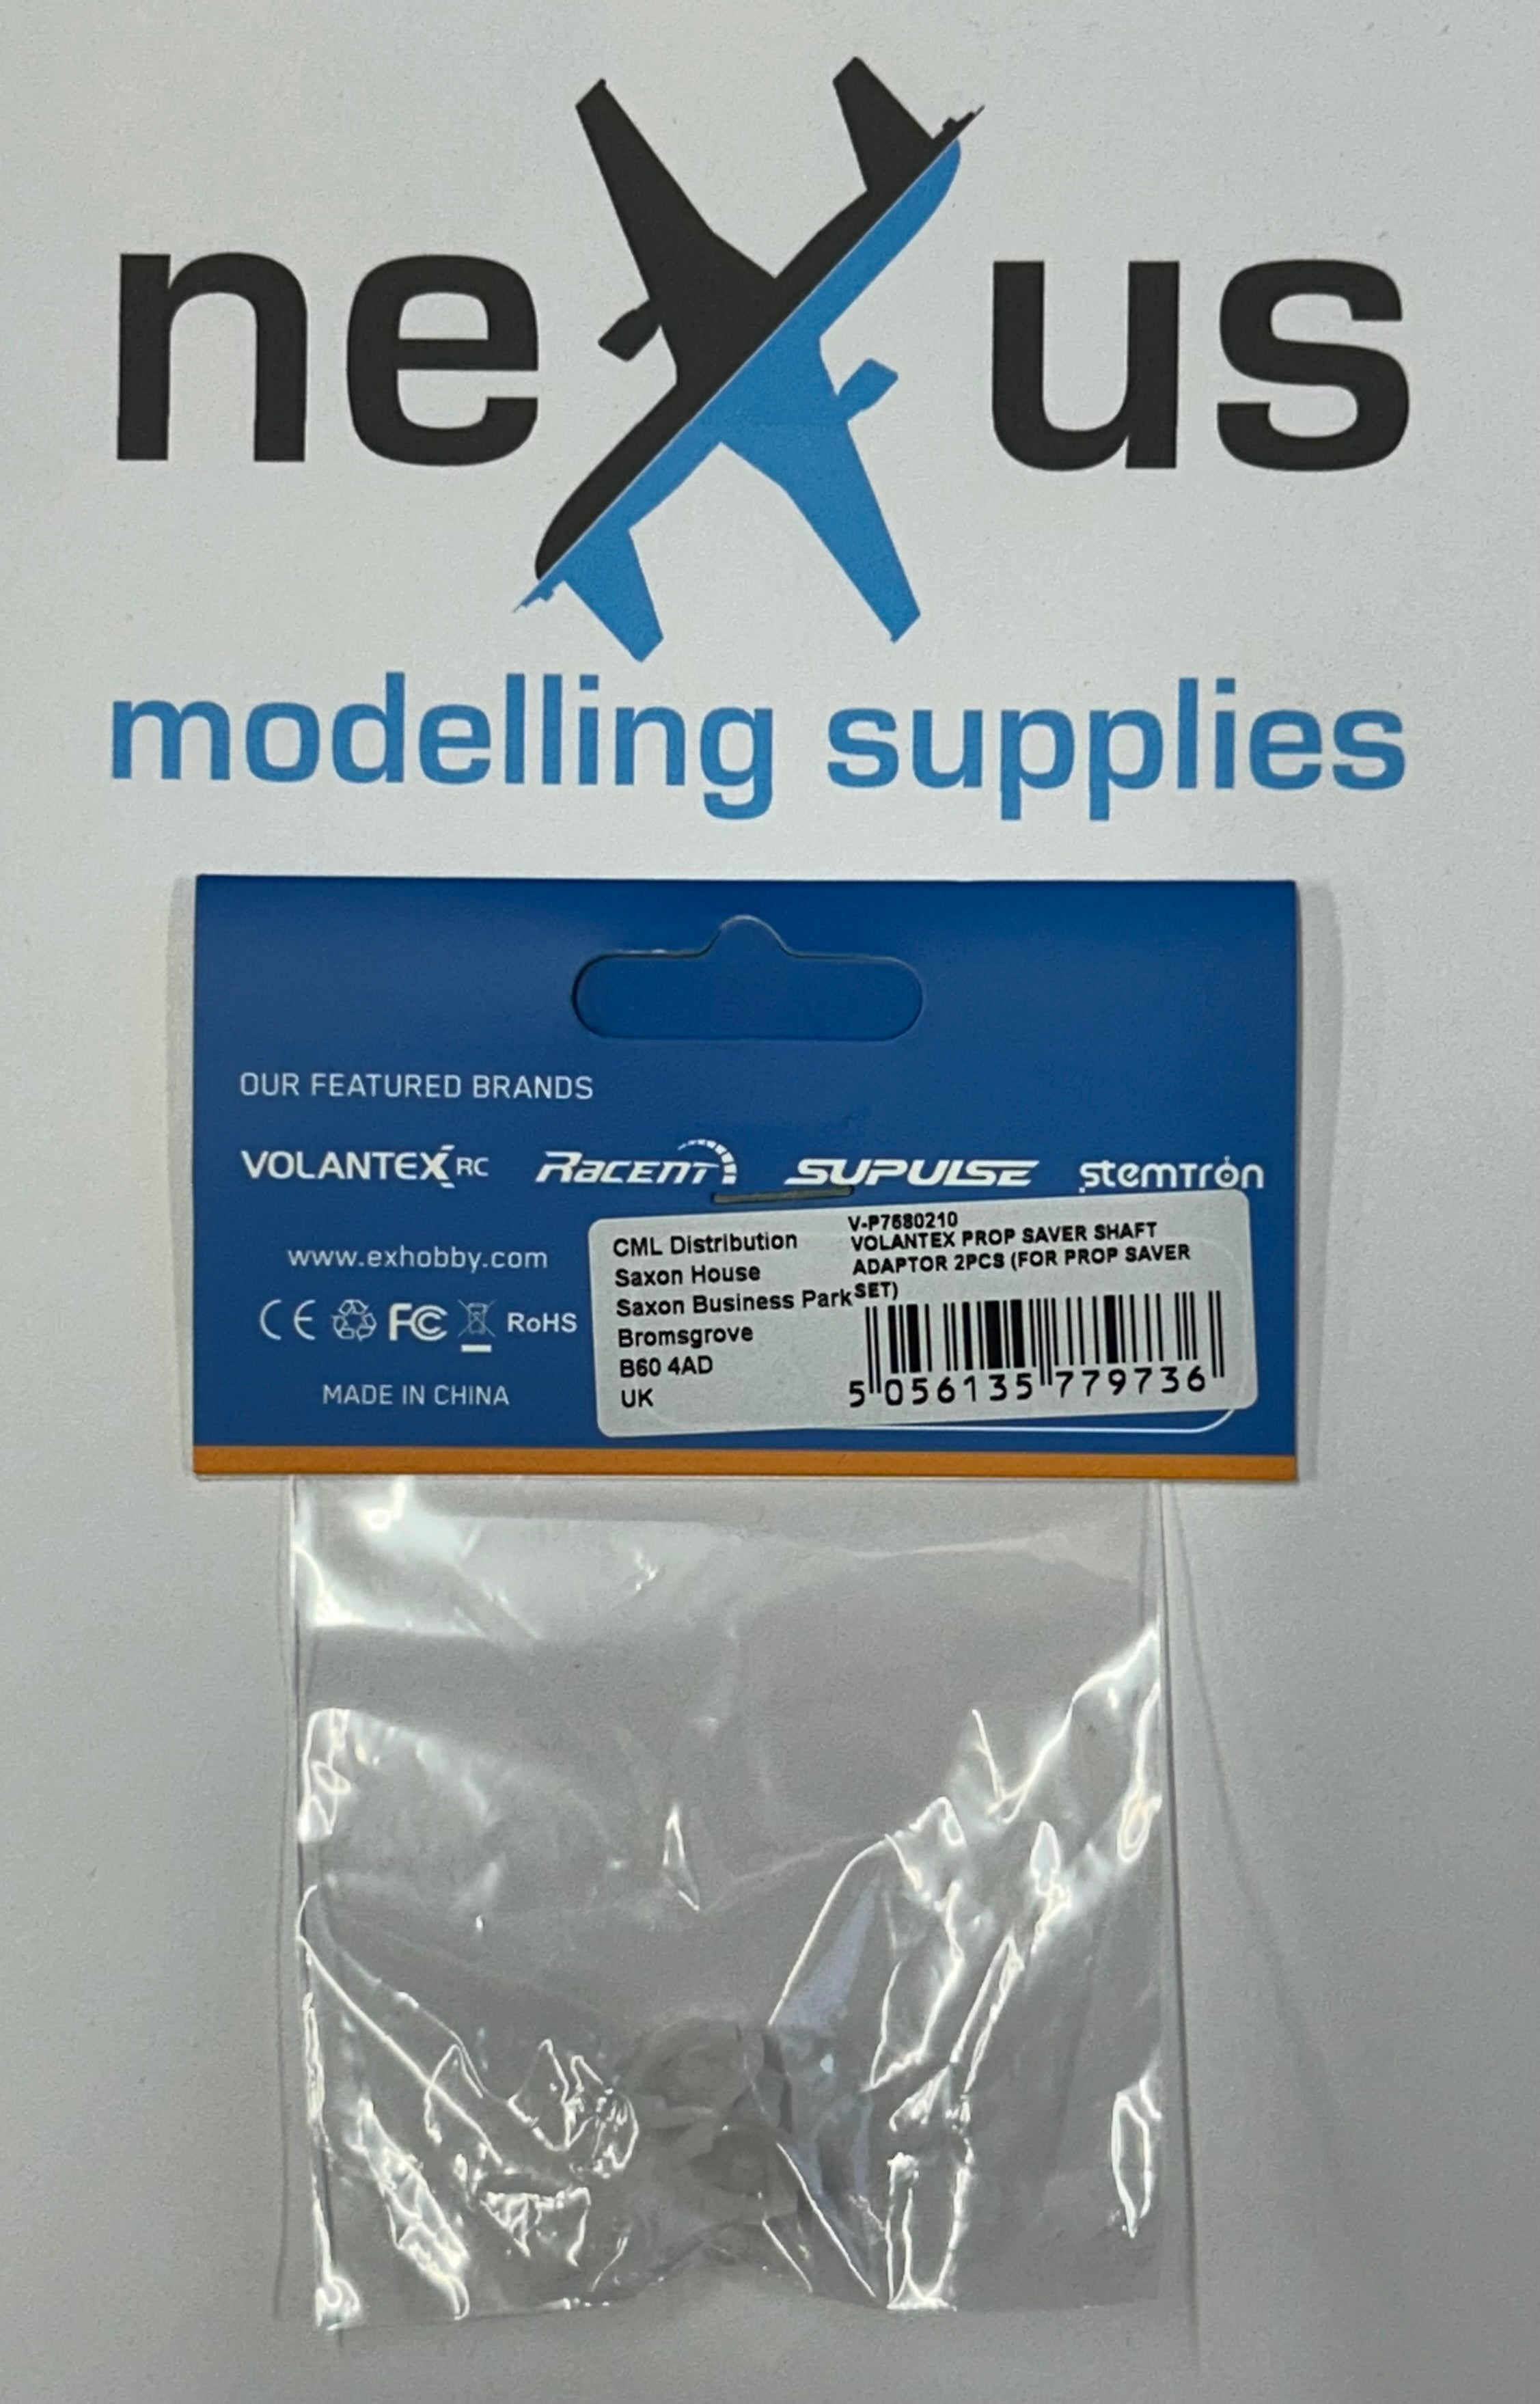 neXus
modelling supplies
OUR FEATURED BRANDS
VOLANTEX RC RACENT SUPULSE stemtron
www.exhobby.com
CE FC RoHS
MADE IN CHINA
CML Distribution
Saxon House
Saxon Business Park
Bromsgrove
B60 4AD
UK
V-P7680210
VOLANTEX PROP SAVER SHAFT
ADAPTOR 2PCS (FOR PROP SAVER
SET)
5 056135 779736